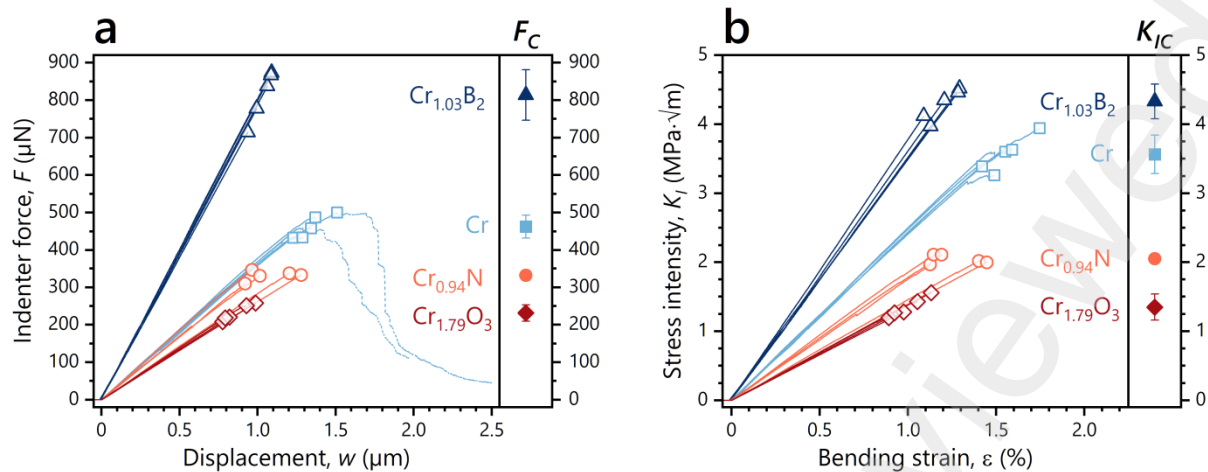 a
F_C
Indenter force, F (µN)
900
800
700
600
500
400
300
200
100
0
0
0.5
1.0
1.5
2.0
2.5
Displacement, w (µm)
Cr₁.₀₃B₂
Cr
Cr₀.₉₄N
Cr₁.₇₉O₃
900
800
700
600
500
400
300
200
100
0
b
K_IC
Stress intensity, K_I (MPa·√m)
5
4
3
2
1
0
0
0.5
1.0
1.5
2.0
Bending strain, ε (%)
Cr₁.₀₃B₂
Cr
Cr₀.₉₄N
Cr₁.₇₉O₃
5
4
3
2
1
0
viewed